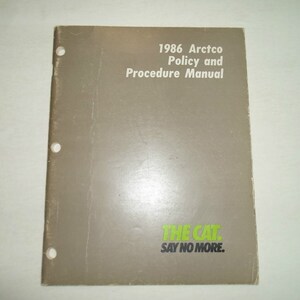 1986 Arctco
Policy and
Procedure Manual
THE CAT.
SAY NO MORE.